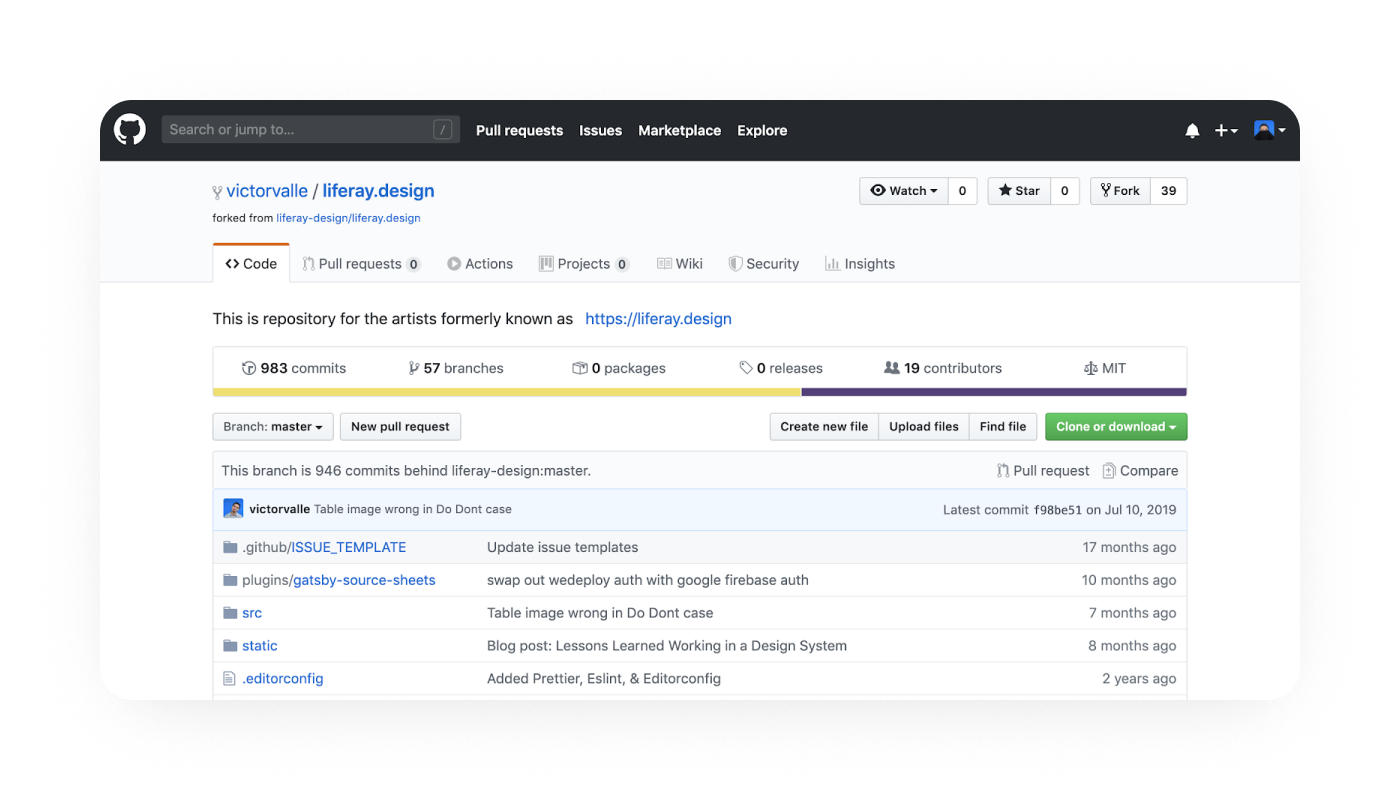 Search or jump to... / Pull requests Issues Marketplace Explore
victorvalle / liferay.design Watch 0 Star 0 Fork 39
forked from liferay-design/liferay.design
Code Pull requests 0 Actions Projects 0 Wiki Security Insights
This is repository for the artists formerly known as https://liferay.design
983 commits 57 branches 0 packages 0 releases 19 contributors MIT
Branch: master New pull request Create new file Upload files Find file Clone or download
This branch is 946 commits behind liferay-design:master. Pull request Compare
victorvalle Table image wrong in Do Dont case Latest commit f98be51 on Jul 10, 2019
.github/ISSUE_TEMPLATE Update issue templates 17 months ago
plugins/gatsby-source-sheets swap out wedeploy auth with google firebase auth 10 months ago
src Table image wrong in Do Dont case 7 months ago
static Blog post: Lessons Learned Working in a Design System 8 months ago
.editorconfig Added Prettier, Eslint, & Editorconfig 2 years ago